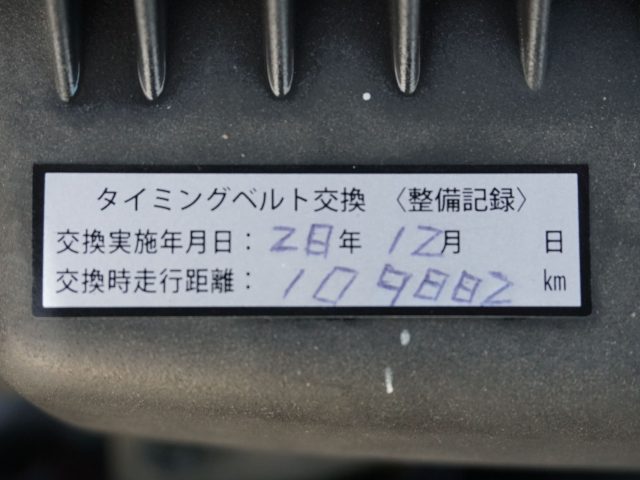 タイミングベルト交換 〈整備記録〉
交換実施年月日：28年 12月 日
交換時走行距離：109882 km